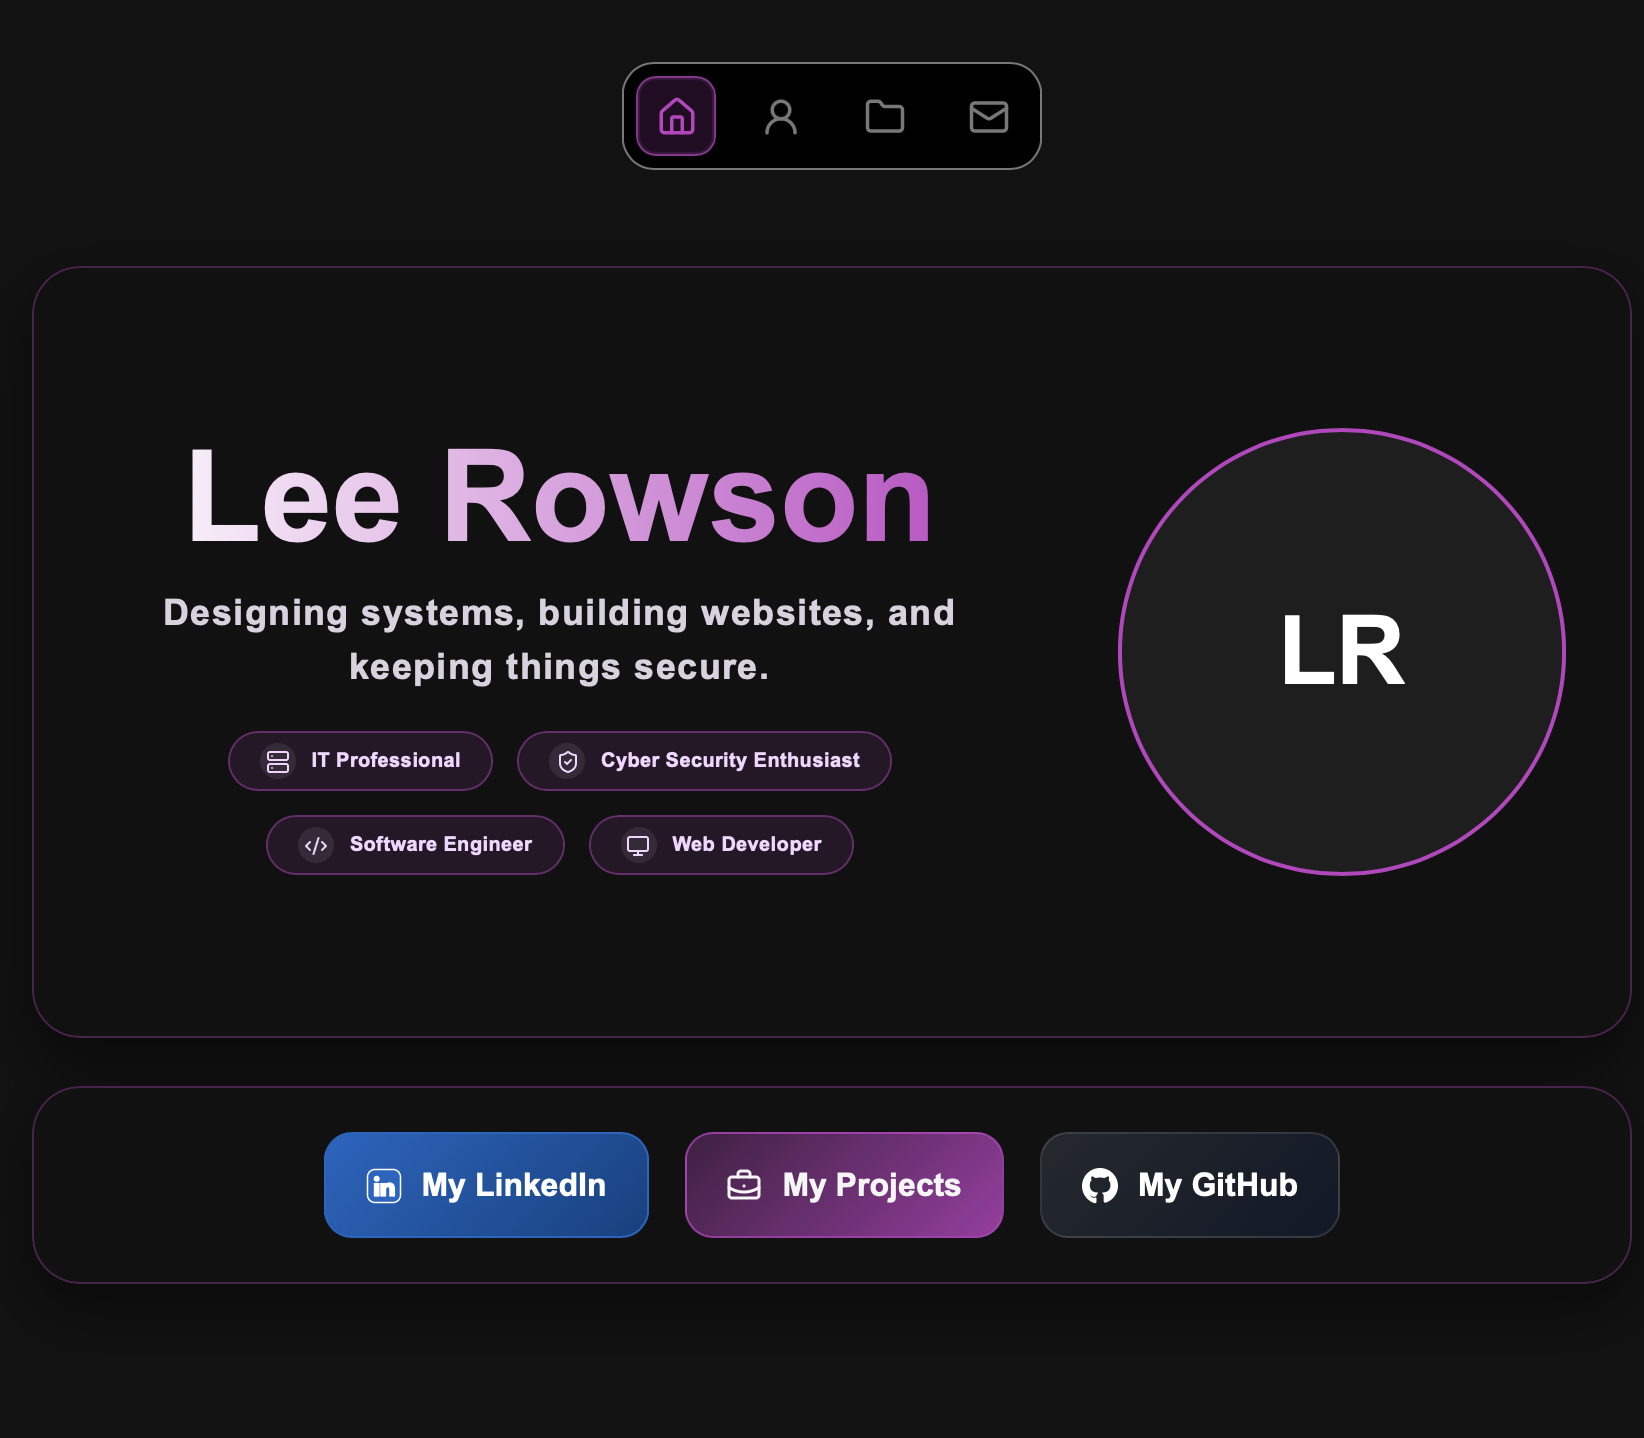 Lee Rowson
Designing systems, building websites, and
keeping things secure.
LR
IT Professional
Cyber Security Enthusiast
Software Engineer
Web Developer
My LinkedIn
My Projects
My GitHub